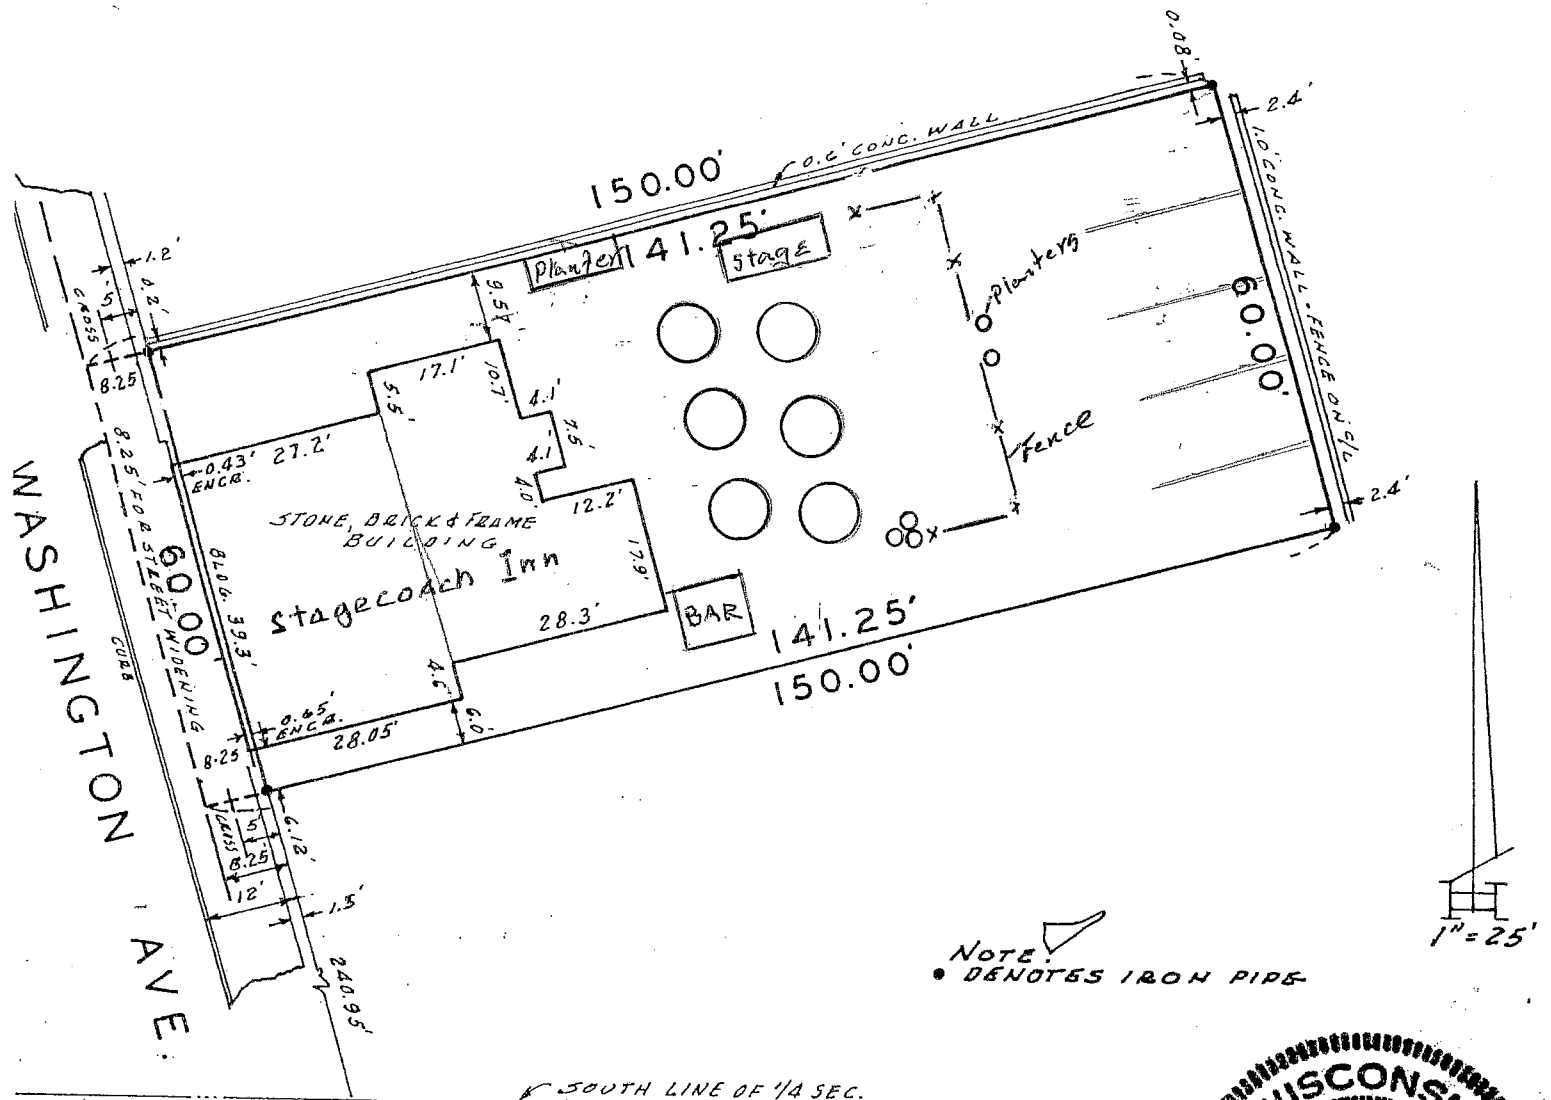 0.08'
2.4'
1.0' CONC. WALL - FENCE ON P/L
0.6' CONC. WALL
150.00'
141.25'
Planter
Stage
Planters
60.00'
1.2'
0.2'
5'
CROSS
8.25
9.57
17.1'
10.7'
5.5'
4.1'
7.5'
4.1'
4.0'
27.2'
0.43'
ENCR.
12.2'
Fence
2.4'
STONE, BRICK & FRAME
BUILDING
Stagecoach Inn
17.9'
28.3'
BAR
141.25'
150.00'
WASHINGTON AVE.
CURB
8.25' FOR STREET WIDENING
60.00
BLDG. 39.3'
4.6'
0.65'
ENCR.
28.05'
6.0'
8.25
CROSS
5'
6.12'
8.25'
12'
1.5'
240.95'
NOTE:
• DENOTES IRON PIPE
1" = 25'
SOUTH LINE OF 1/4 SEC.